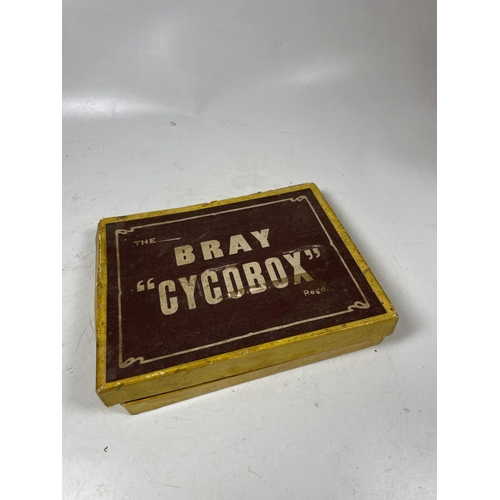 THE
BRAY
"CYCOBOX"
Regd.